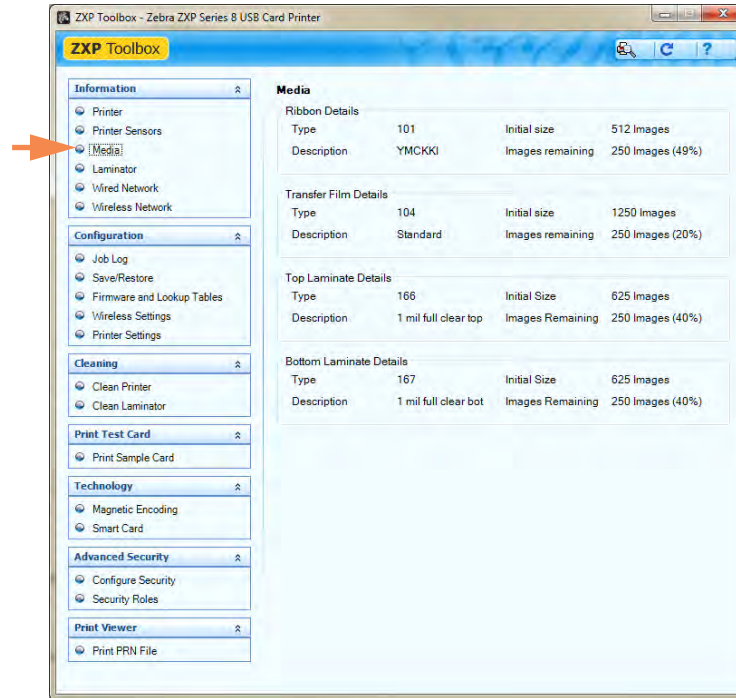 ZXP Toolbox - Zebra ZXP Series 8 USB Card Printer
ZXP Toolbox
Information
Printer
Printer Sensors
Media
Laminator
Wired Network
Wireless Network
Configuration
Job Log
Save/Restore
Firmware and Lookup Tables
Wireless Settings
Printer Settings
Cleaning
Clean Printer
Clean Laminator
Print Test Card
Print Sample Card
Technology
Magnetic Encoding
Smart Card
Advanced Security
Configure Security
Security Roles
Print Viewer
Print PRN File
Media
Ribbon Details
Type 101 Initial size 512 Images
Description YMCKKI Images remaining 250 Images (49%)
Transfer Film Details
Type 104 Initial size 1250 Images
Description Standard Images remaining 250 Images (20%)
Top Laminate Details
Type 166 Initial Size 625 Images
Description 1 mil full clear top Images Remaining 250 Images (40%)
Bottom Laminate Details
Type 167 Initial Size 625 Images
Description 1 mil full clear bot Images Remaining 250 Images (40%)